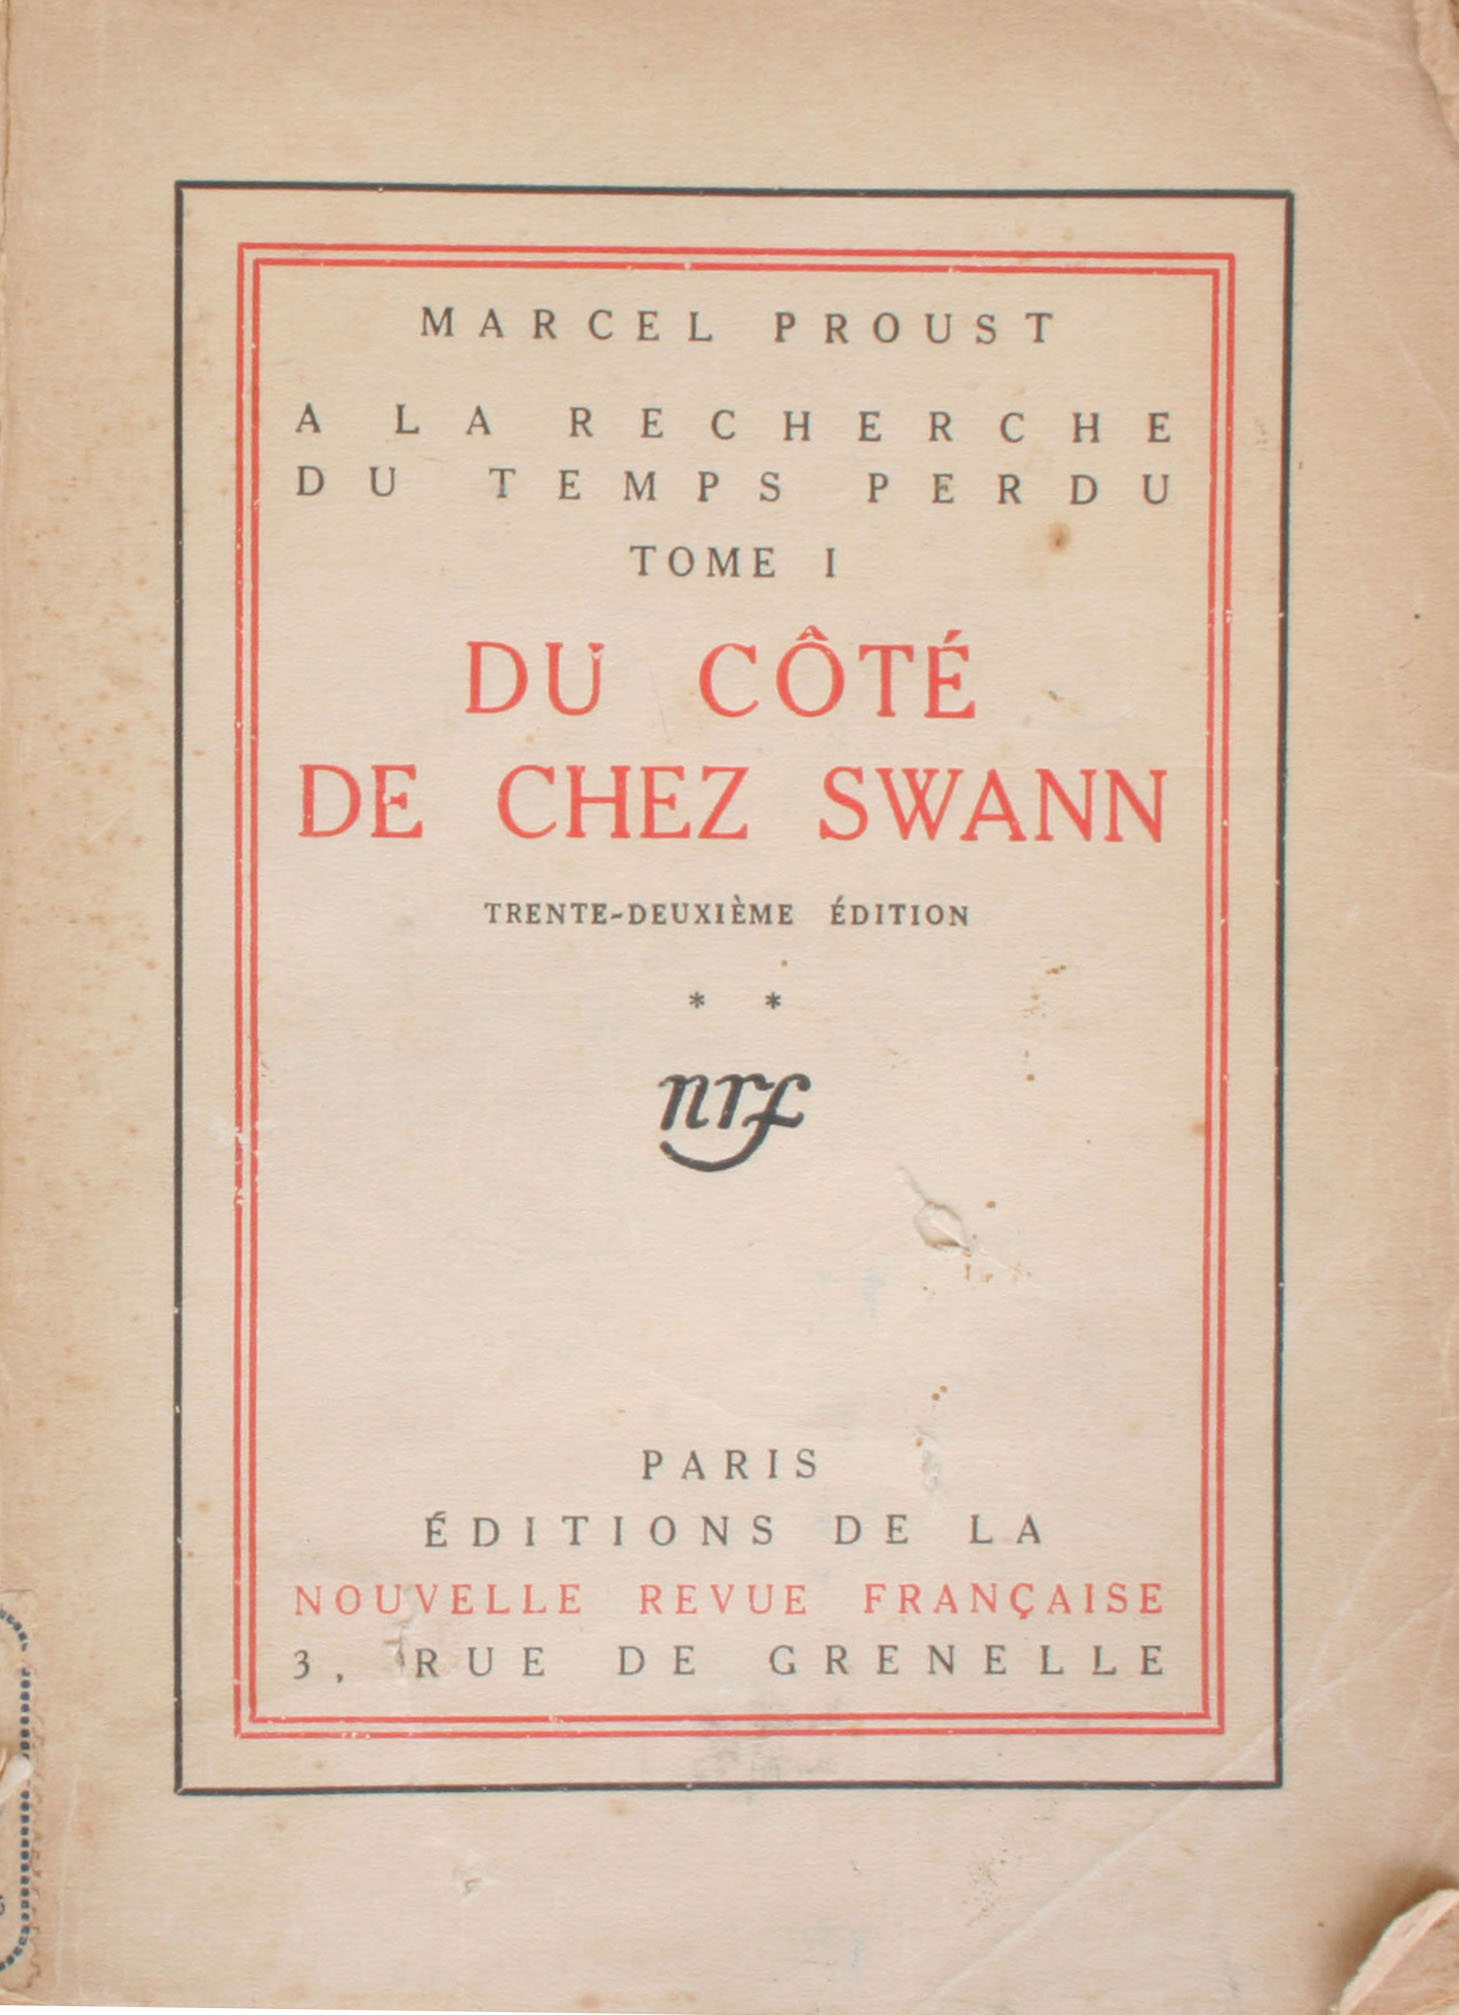 MARCEL PROUST
A LA RECHERCHE
DU TEMPS PERDU
TOME I
DU CÔTÉ
DE CHEZ SWANN
TRENTE-DEUXIÈME ÉDITION
* *
nrf
PARIS
ÉDITIONS DE LA
NOUVELLE REVUE FRANÇAISE
3, RUE DE GRENELLE